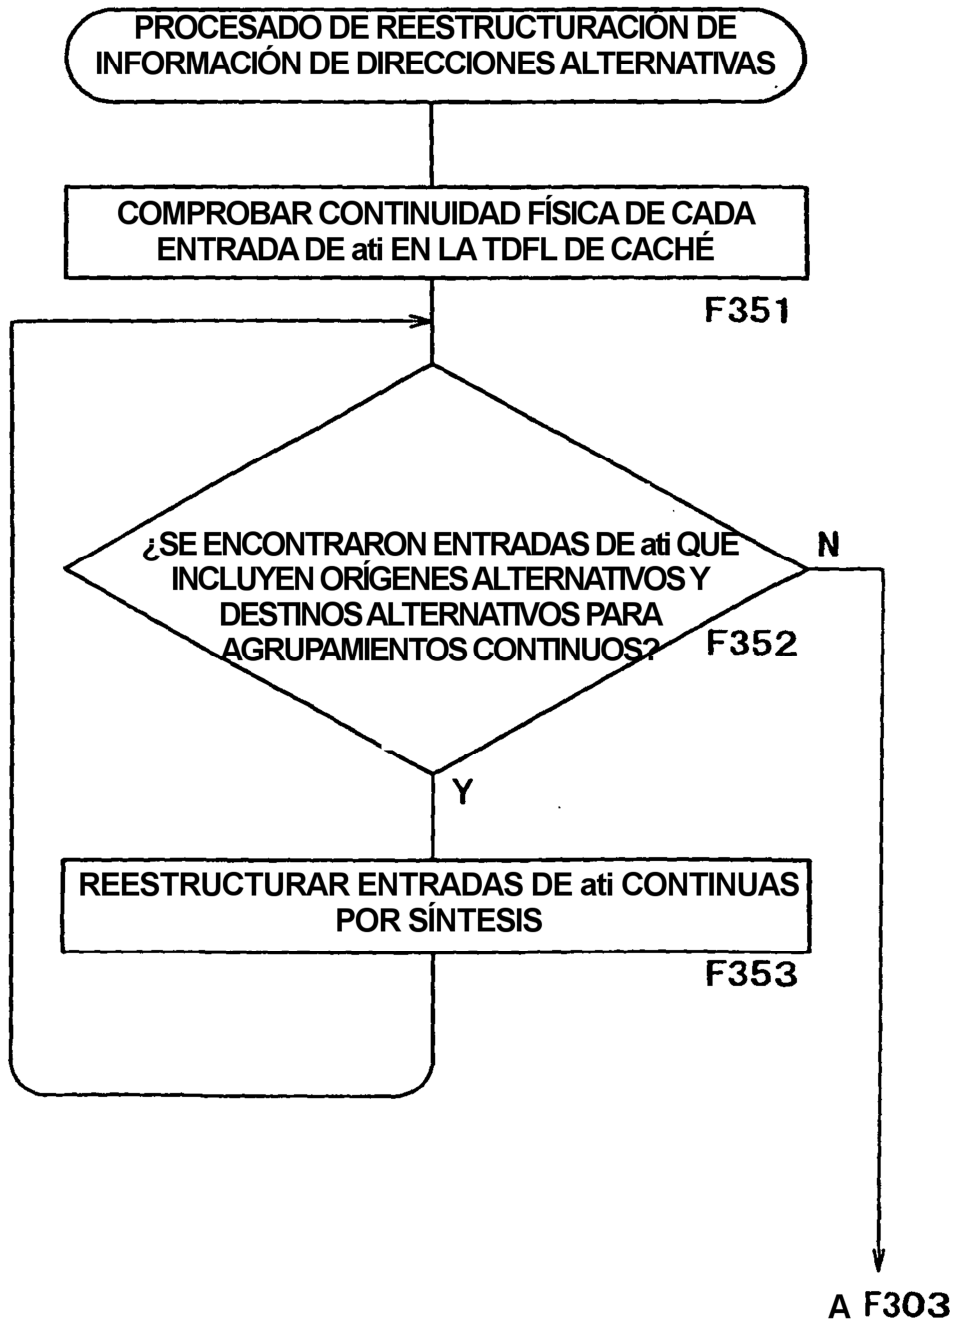 PROCESADO DE REESTRUCTURACIÓN DE
INFORMACIÓN DE DIRECCIONES ALTERNATIVAS
COMPROBAR CONTINUIDAD FÍSICA DE CADA
ENTRADA DE ati EN LA TDFL DE CACHÉ
F351
¿SE ENCONTRARON ENTRADAS DE ati QUE
INCLUYEN ORÍGENES ALTERNATIVOS Y
DESTINOS ALTERNATIVOS PARA
AGRUPAMIENTOS CONTINUOS?
N
F352
Y
REESTRUCTURAR ENTRADAS DE ati CONTINUAS
POR SÍNTESIS
F353
A F303